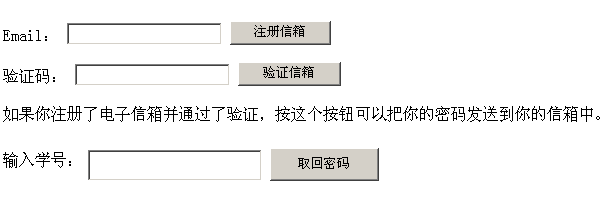 Email： 注册信箱
验证码： 验证信箱
如果你注册了电子信箱并通过了验证，按这个按钮可以把你的密码发送到你的信箱中。
输入学号： 取回密码